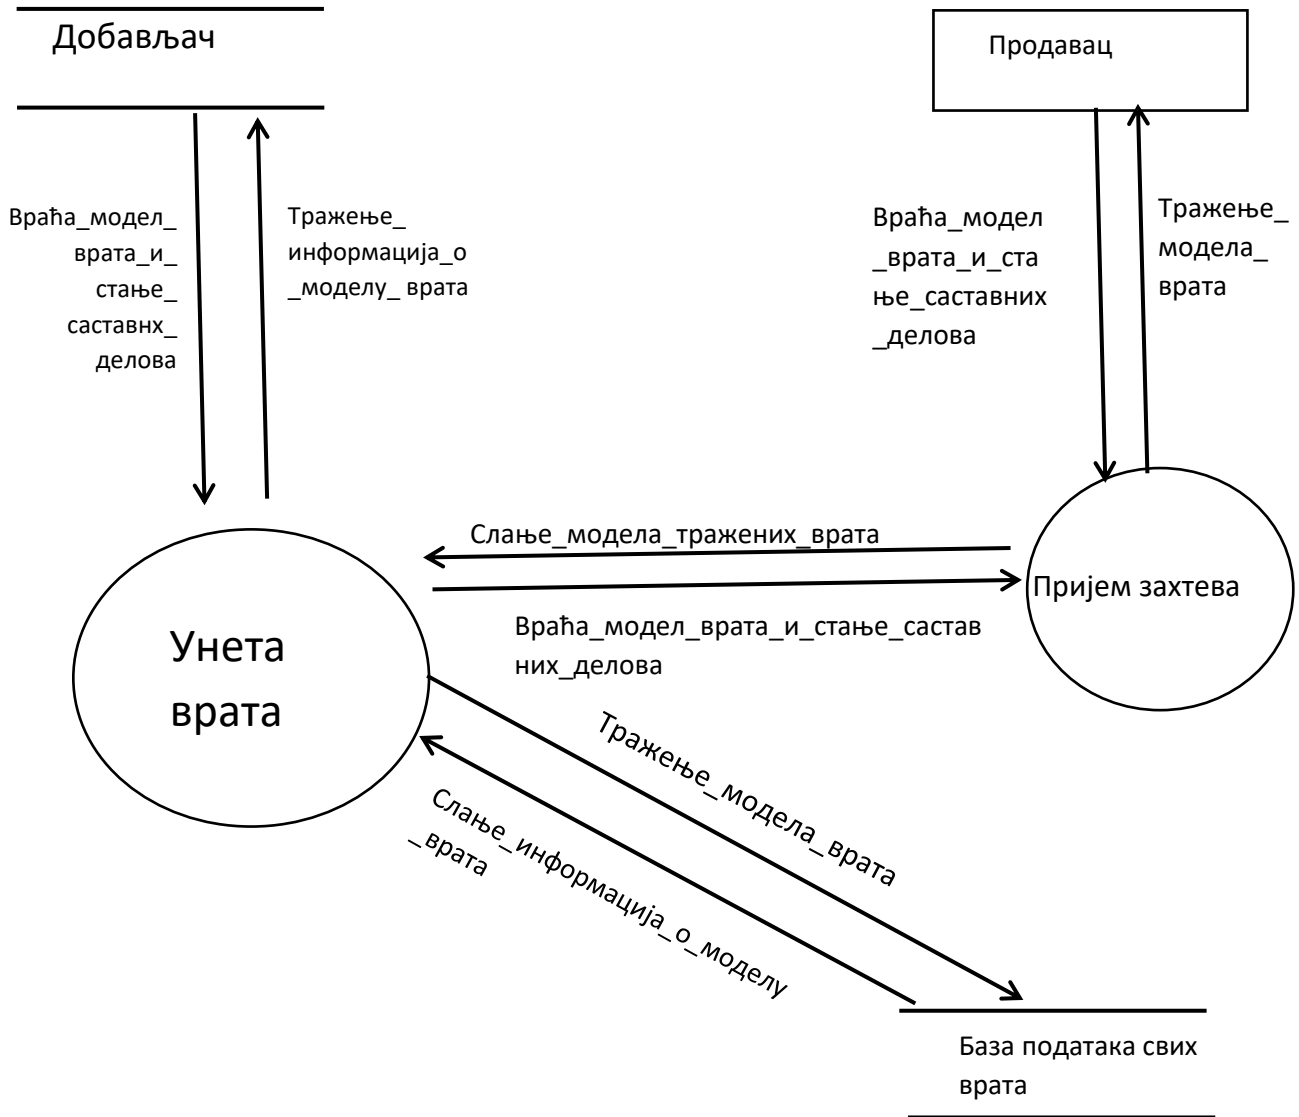 Добављач
Продавац
Враћа_модел_
врата_и_
стање_
саставнх_
делова
Тражење_
информација_о
_моделу_ врата
Враћа_модел
_врата_и_ста
ње_саставних
_делова
Тражење_
модела_
врата
Слање_модела_тражених_врата
Пријем захтева
Враћа_модел_врата_и_стање_састав
них_делова
Унета
врата
Тражење_модела_врата
Слање_информација_о_моделу
_врата
База података свих
врата